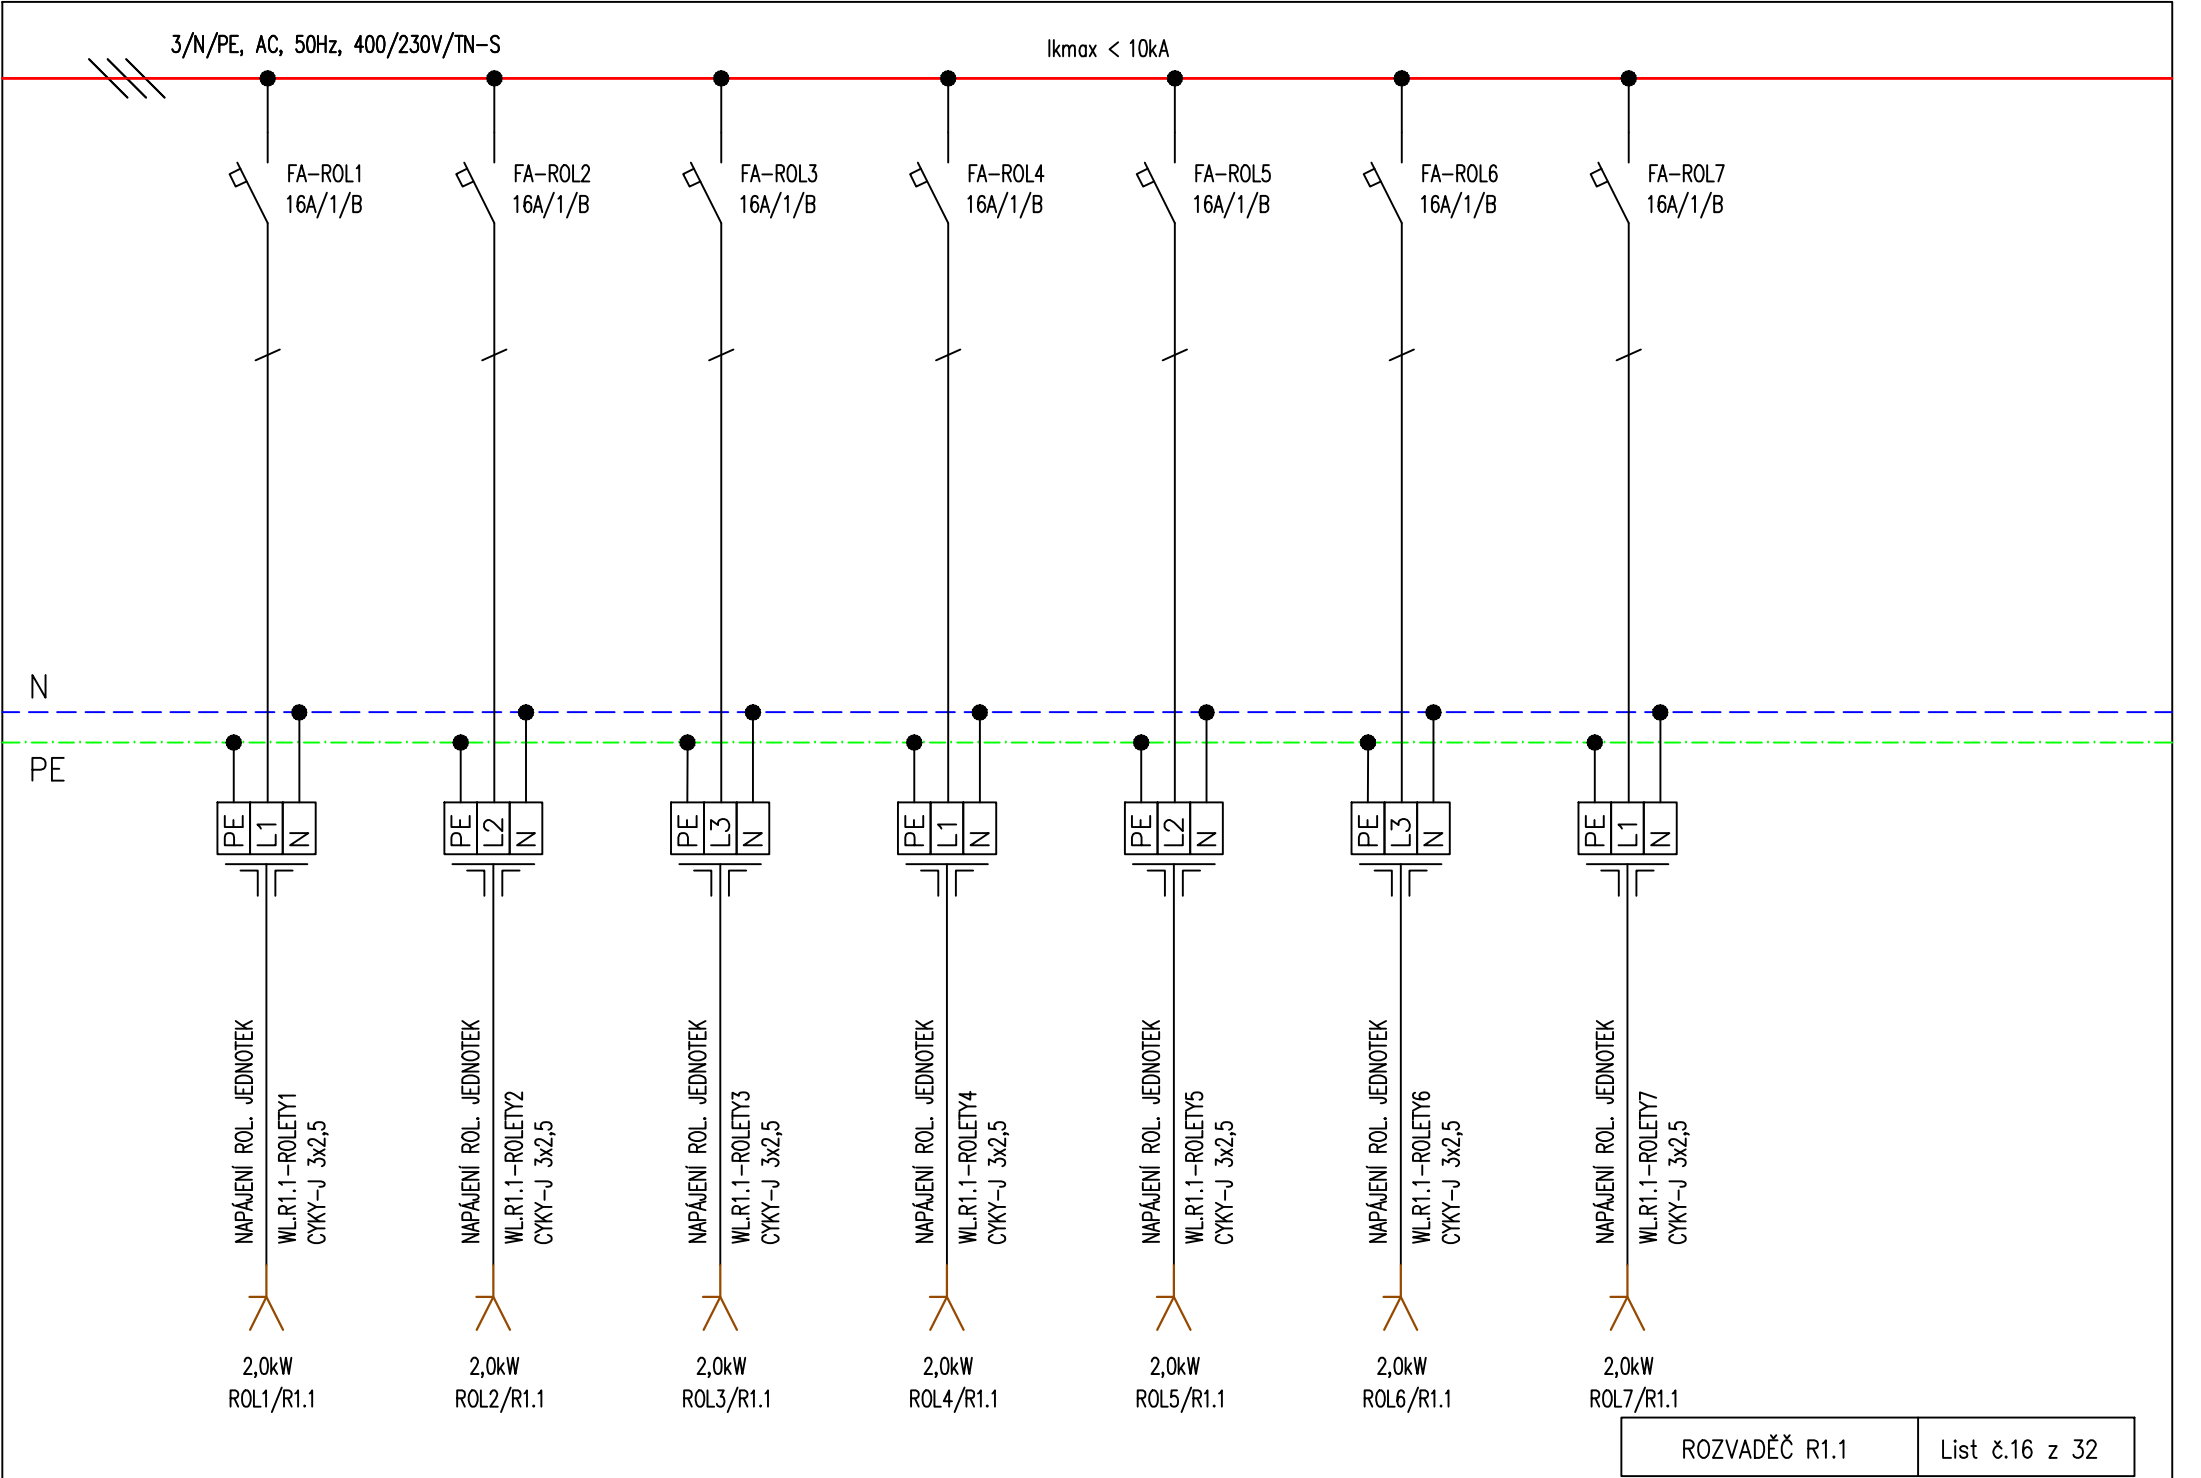 3/N/PE, AC, 50Hz, 400/230V/TN-S
Ikmax < 10kA
FA-ROL1
16A/1/B
FA-ROL2
16A/1/B
FA-ROL3
16A/1/B
FA-ROL4
16A/1/B
FA-ROL5
16A/1/B
FA-ROL6
16A/1/B
FA-ROL7
16A/1/B
N
PE
PE L1 N
PE L2 N
PE L3 N
PE L1 N
PE L2 N
PE L3 N
PE L1 N
NAPÁJENÍ ROL. JEDNOTEK
WL.R1.1-ROLETY1
CYKY-J 3x2,5
NAPÁJENÍ ROL. JEDNOTEK
WL.R1.1-ROLETY2
CYKY-J 3x2,5
NAPÁJENÍ ROL. JEDNOTEK
WL.R1.1-ROLETY3
CYKY-J 3x2,5
NAPÁJENÍ ROL. JEDNOTEK
WL.R1.1-ROLETY4
CYKY-J 3x2,5
NAPÁJENÍ ROL. JEDNOTEK
WL.R1.1-ROLETY5
CYKY-J 3x2,5
NAPÁJENÍ ROL. JEDNOTEK
WL.R1.1-ROLETY6
CYKY-J 3x2,5
NAPÁJENÍ ROL. JEDNOTEK
WL.R1.1-ROLETY7
CYKY-J 3x2,5
2,0kW
ROL1/R1.1
2,0kW
ROL2/R1.1
2,0kW
ROL3/R1.1
2,0kW
ROL4/R1.1
2,0kW
ROL5/R1.1
2,0kW
ROL6/R1.1
2,0kW
ROL7/R1.1
ROZVADĚČ R1.1
List č.16 z 32